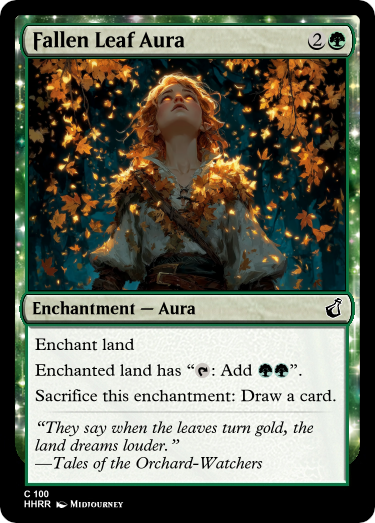 Fallen Leaf Aura 2
Enchantment — Aura
Enchant land
Enchanted land has “: Add ”.
Sacrifice this enchantment: Draw a card.
“They say when the leaves turn gold, the
land dreams louder.”
—Tales of the Orchard-Watchers
C 100
HHRR Midjourney